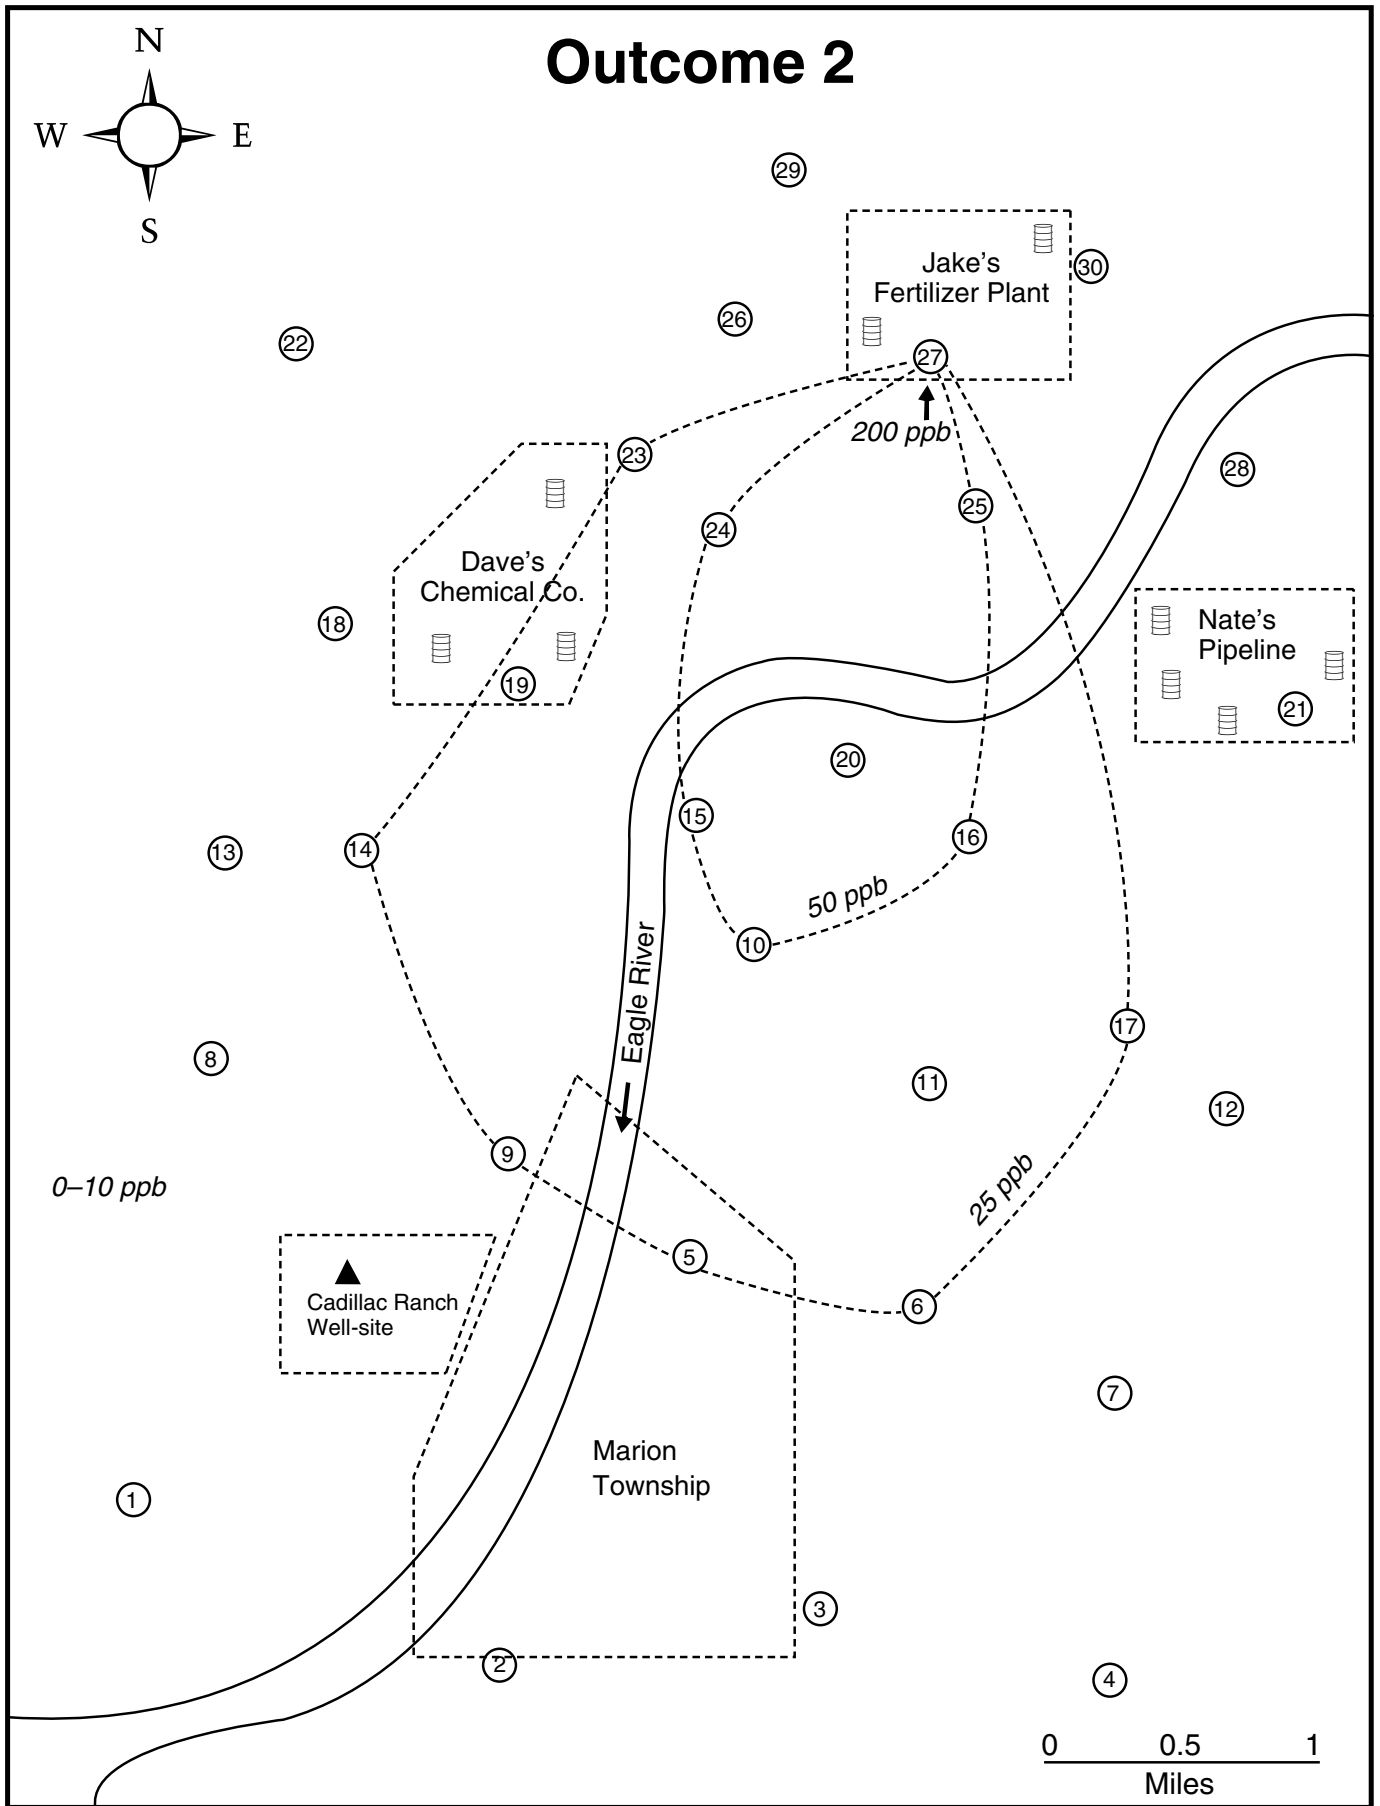 Outcome 2
N
W
E
S
29
Jake’s
Fertilizer Plant
30
26
22
27
200 ppb
23
28
25
24
Dave’s
Chemical Co.
18
19
Nate’s
Pipeline
21
20
15
16
14
13
50 ppb
10
Eagle River
17
8
11
12
9
25 ppb
0–10 ppb
5
6
Cadillac Ranch
Well-site
7
Marion
Township
1
3
2
4
0 0.5 1
Miles